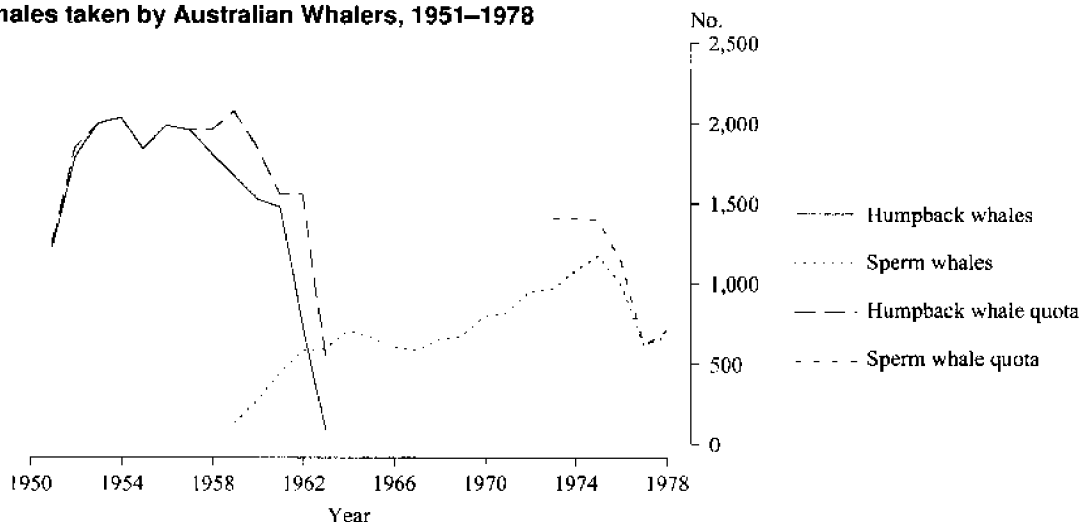 hales taken by Australian Whalers, 1951–1978
No.
2,500
2,000
1,500
1,000
500
0
Humpback whales
Sperm whales
Humpback whale quota
Sperm whale quota
1950 1954 1958 1962 1966 1970 1974 1978
Year